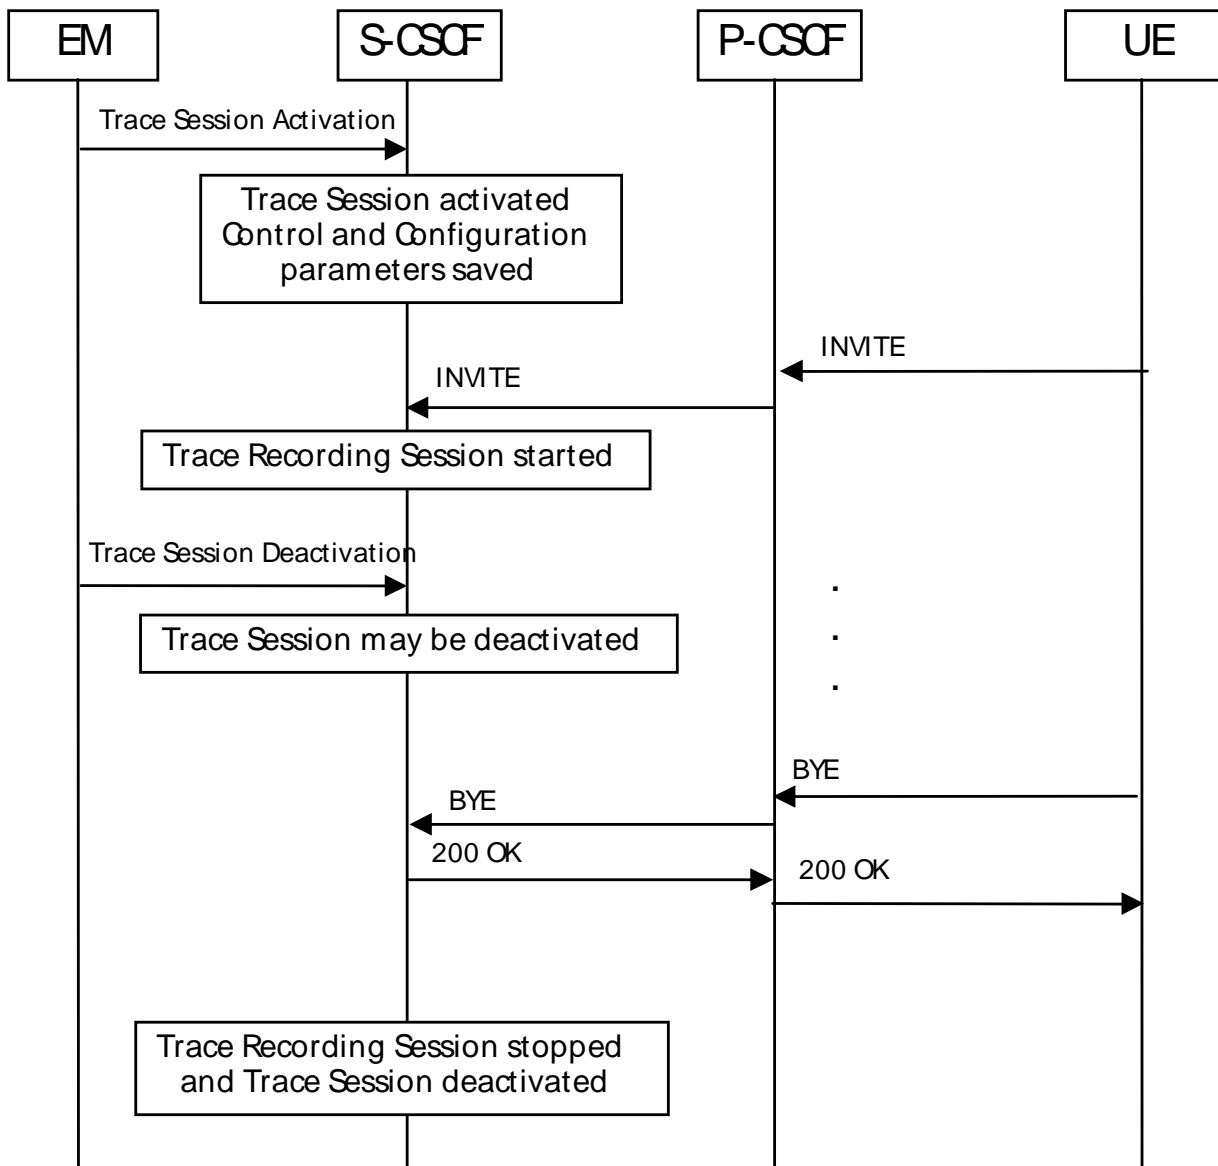 EM
S-CSCF
P-CSCF
UE
Trace Session Activation
Trace Session activated
Control and Configuration
parameters saved
INVITE
INVITE
Trace Recording Session started
Trace Session Deactivation
.
Trace Session may be deactivated
.
.
BYE
BYE
200 OK
200 OK
Trace Recording Session stopped
and Trace Session deactivated